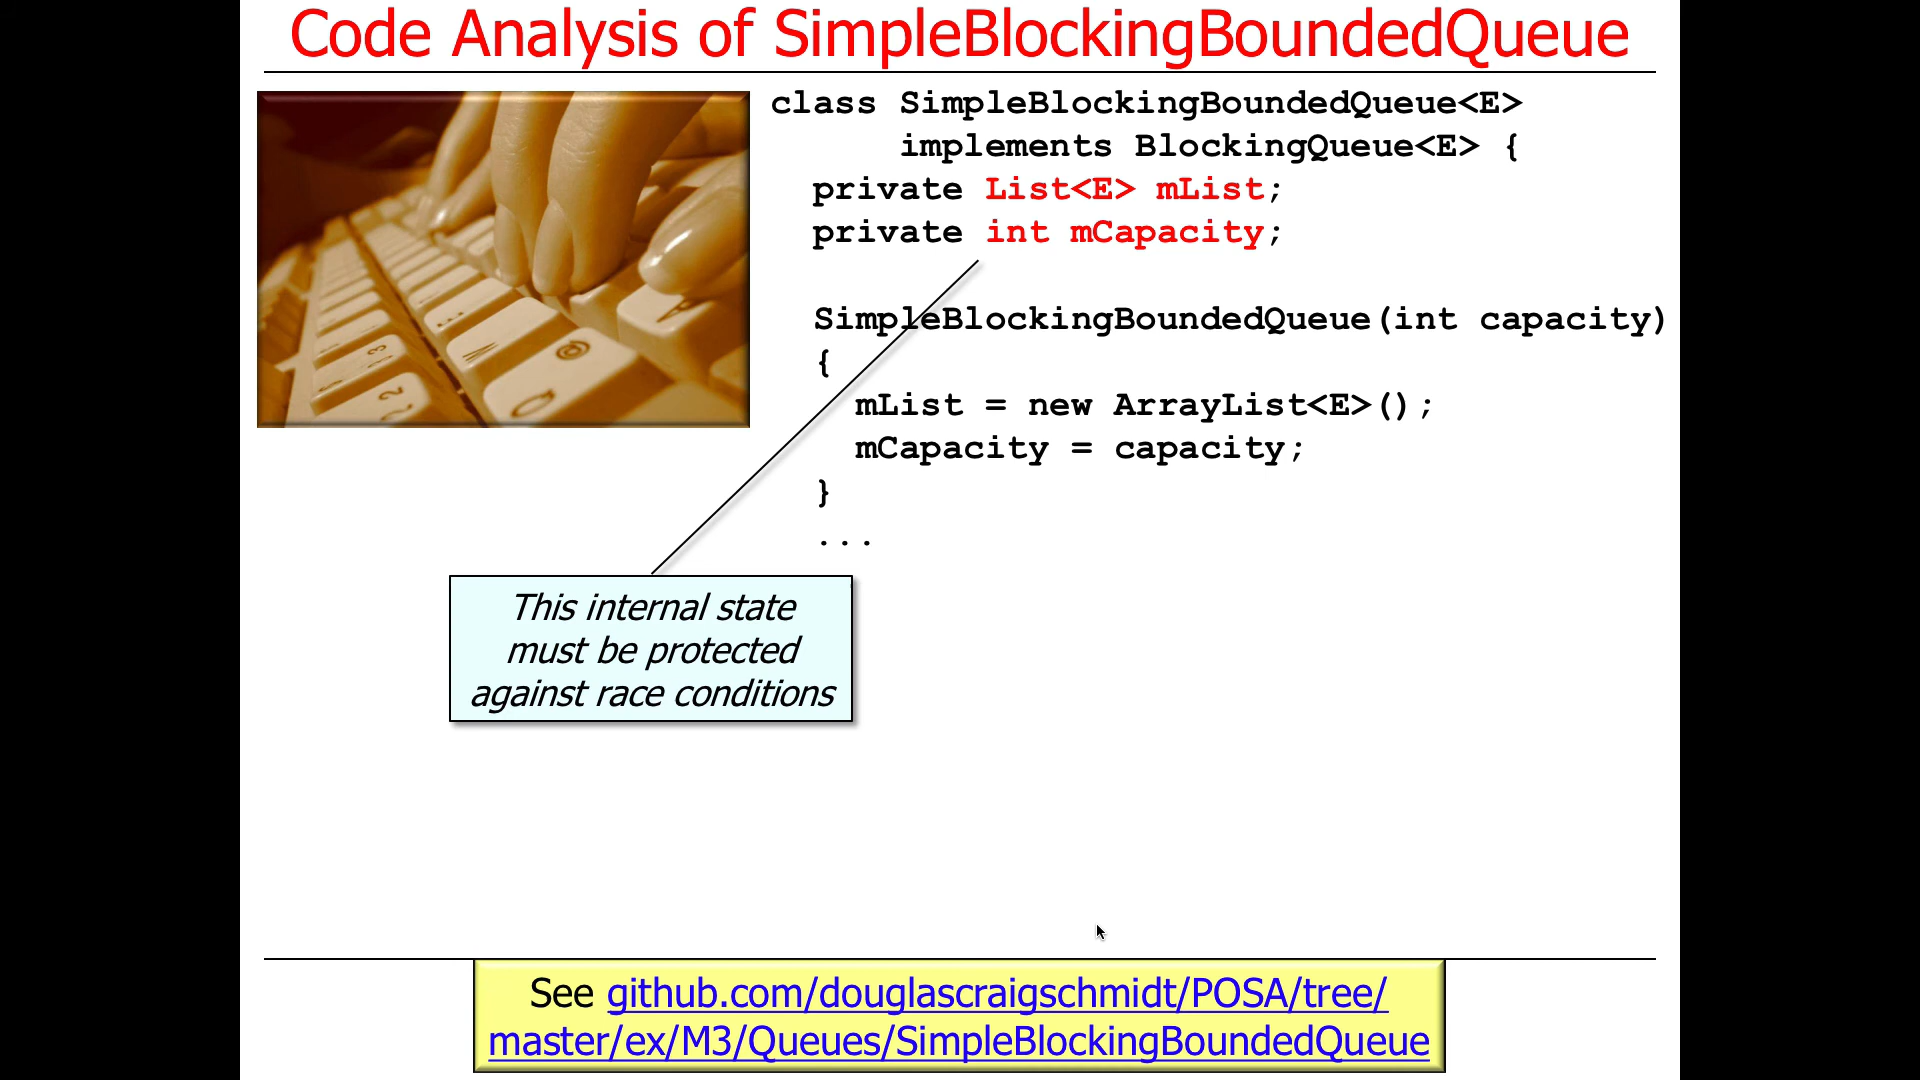 Code Analysis of SimpleBlockingBoundedQueue
class SimpleBlockingBoundedQueue<E>
implements BlockingQueue<E> {
private List<E> mList;
private int mCapacity;
SimpleBlockingBoundedQueue(int capacity)
{
mList = new ArrayList<E>();
mCapacity = capacity;
}
...
This internal state
must be protected
against race conditions
See github.com/douglascraigschmidt/POSA/tree/
master/ex/M3/Queues/SimpleBlockingBoundedQueue